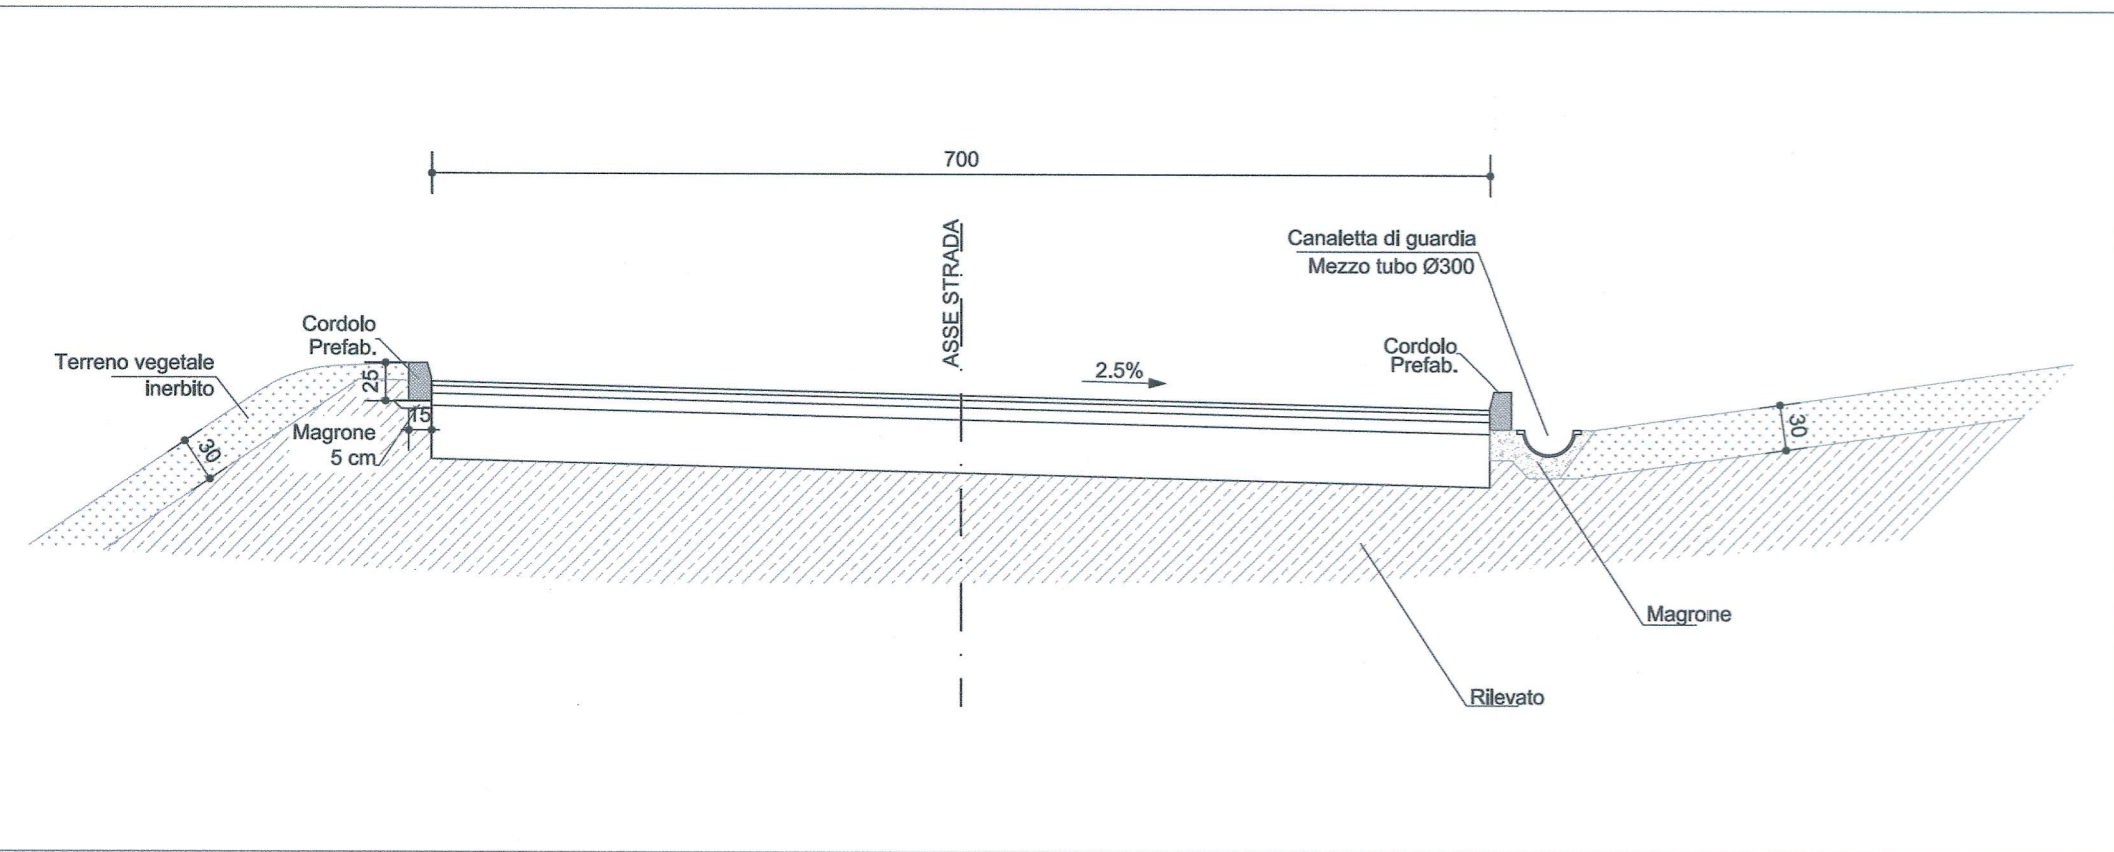 700
ASSE STRADA
Canaletta di guardia
Mezzo tubo Ø300
Cordolo
Prefab.
Terreno vegetale
inerbito
25
15
Magrone
5 cm
30
2.5%
Cordolo
Prefab.
30
Magrone
Rilevato